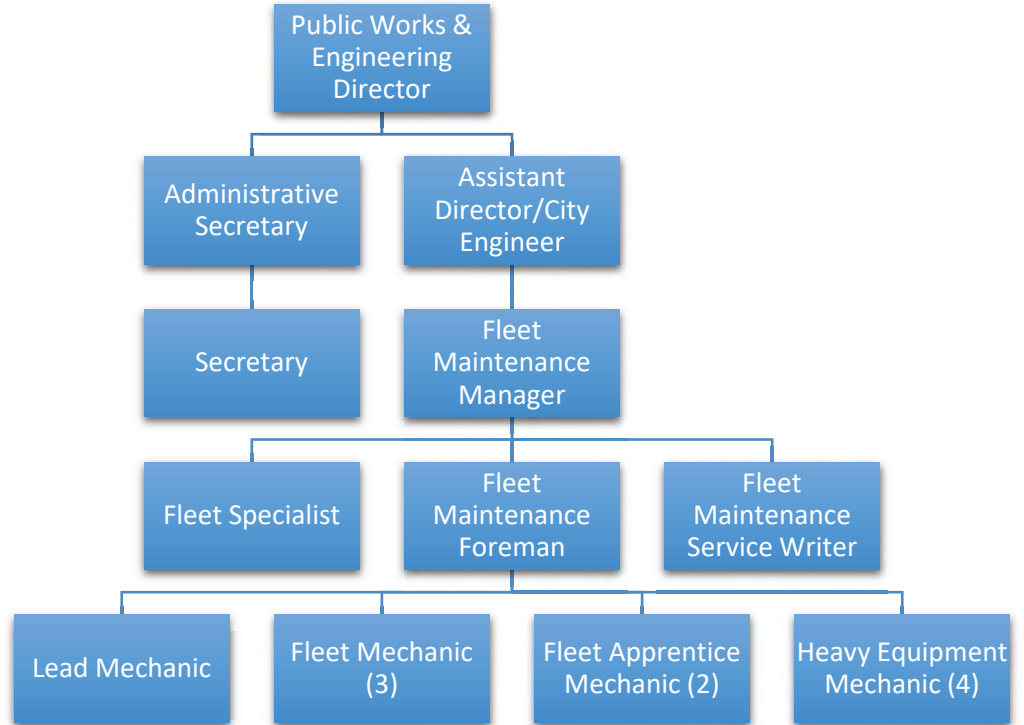 Public Works &
Engineering
Director
Administrative
Secretary
Assistant
Director/City
Engineer
Secretary
Fleet
Maintenance
Manager
Fleet Specialist
Fleet
Maintenance
Foreman
Fleet
Maintenance
Service Writer
Lead Mechanic
Fleet Mechanic
(3)
Fleet Apprentice
Mechanic (2)
Heavy Equipment
Mechanic (4)